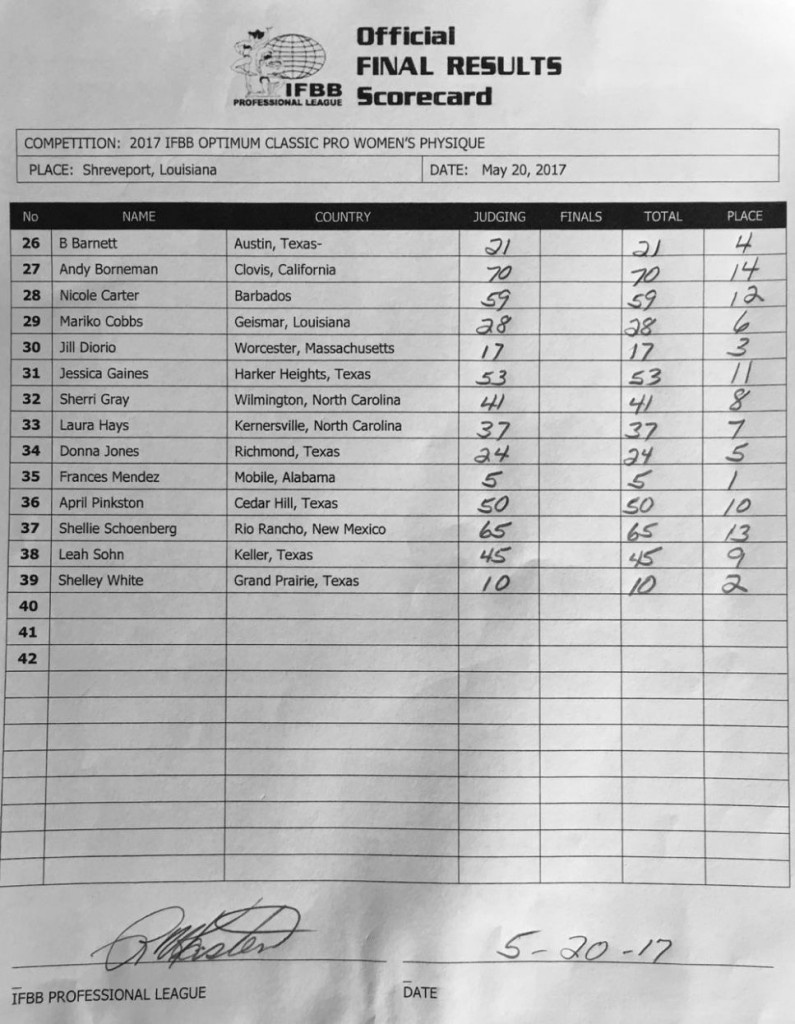 Official
FINAL RESULTS
Scorecard
IFBB
PROFESSIONAL LEAGUE
COMPETITION: 2017 IFBB OPTIMUM CLASSIC PRO WOMEN'S PHYSIQUE
PLACE: Shreveport, Louisiana DATE: May 20, 2017
No NAME COUNTRY JUDGING FINALS TOTAL PLACE
26 B Barnett Austin, Texas- 21 21 4
27 Andy Borneman Clovis, California 70 70 14
28 Nicole Carter Barbados 59 59 12
29 Mariko Cobbs Geismar, Louisiana 28 28 6
30 Jill Diorio Worcester, Massachusetts 17 17 3
31 Jessica Gaines Harker Heights, Texas 53 53 11
32 Sherri Gray Wilmington, North Carolina 41 41 8
33 Laura Hays Kernersville, North Carolina 37 37 7
34 Donna Jones Richmond, Texas 24 24 5
35 Frances Mendez Mobile, Alabama 5 5 1
36 April Pinkston Cedar Hill, Texas 50 50 10
37 Shellie Schoenberg Rio Rancho, New Mexico 65 65 13
38 Leah Sohn Keller, Texas 45 45 9
39 Shelley White Grand Prairie, Texas 10 10 2
40
41
42
5-20-17
IFBB PROFESSIONAL LEAGUE DATE